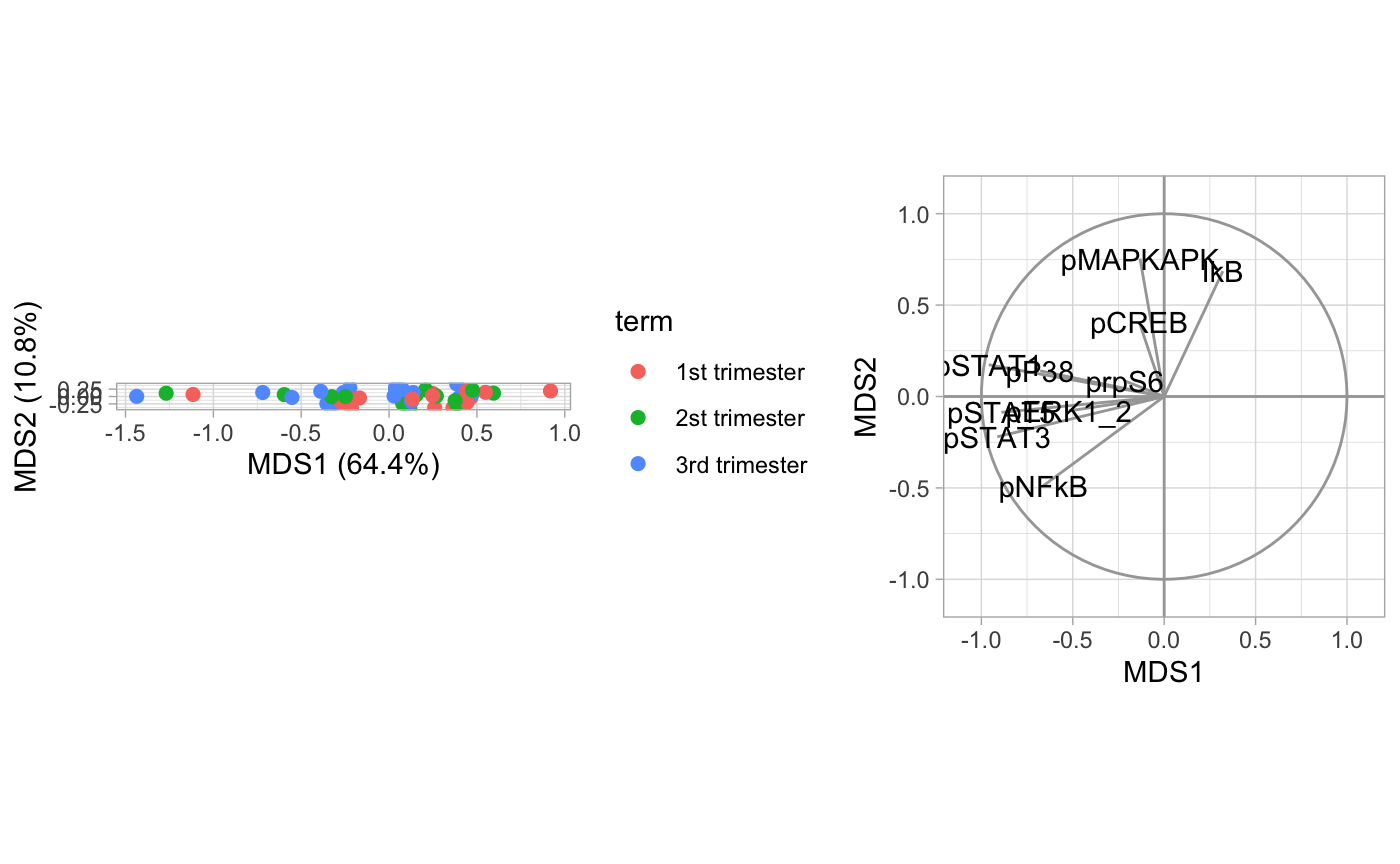 MDS2 (10.8%)
0.25
0.00
-0.25
-1.5 -1.0 -0.5 0.0 0.5 1.0
MDS1 (64.4%)
term
1st trimester
2st trimester
3rd trimester
MDS2
1.0
0.5
0.0
-0.5
-1.0
pMAPKAPK
IkB
pCREB
pSTAT1
pP38
prpS6
pSTAT5
pERK1_2
pSTAT3
pNFkB
-1.0 -0.5 0.0 0.5 1.0
MDS1